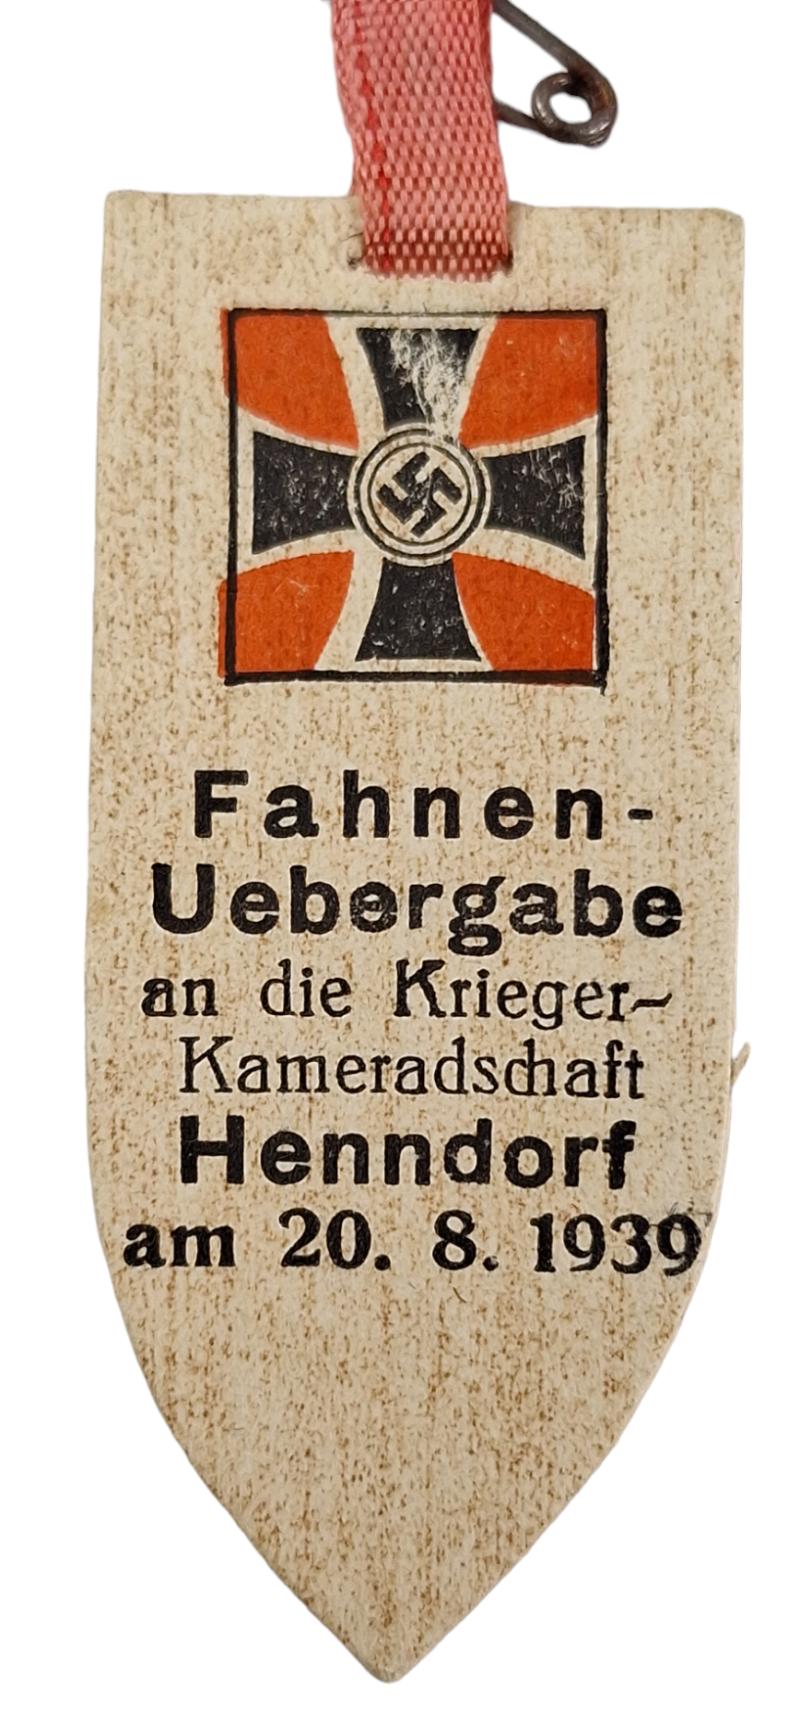 Fahnen-
Uebergabe
an die Krieger-
Kameradschaft
Henndorf
am 20. 8. 1939